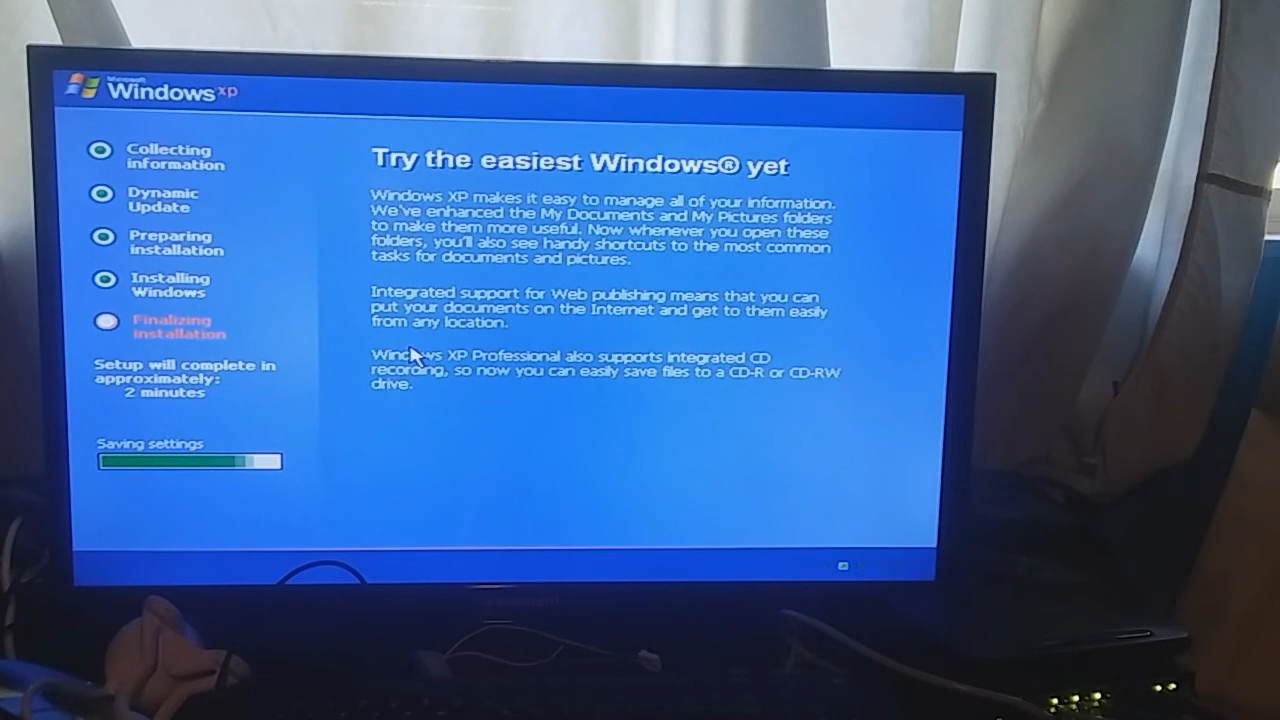 Microsoft
Windows xp
Collecting
information
Dynamic
Update
Preparing
installation
Installing
Windows
Finalizing
installation
Setup will complete in
approximately:
2 minutes
Saving settings
Try the easiest Windows® yet
Windows XP makes it easy to manage all of your information.
We've enhanced the My Documents and My Pictures folders
to make them more useful. Now whenever you open these
folders, you'll also see handy shortcuts to the most common
tasks for documents and pictures.
Integrated support for Web publishing means that you can
put your documents on the Internet and get to them easily
from any location.
Windows XP Professional also supports integrated CD
recording, so now you can easily save files to a CD-R or CD-RW
drive.